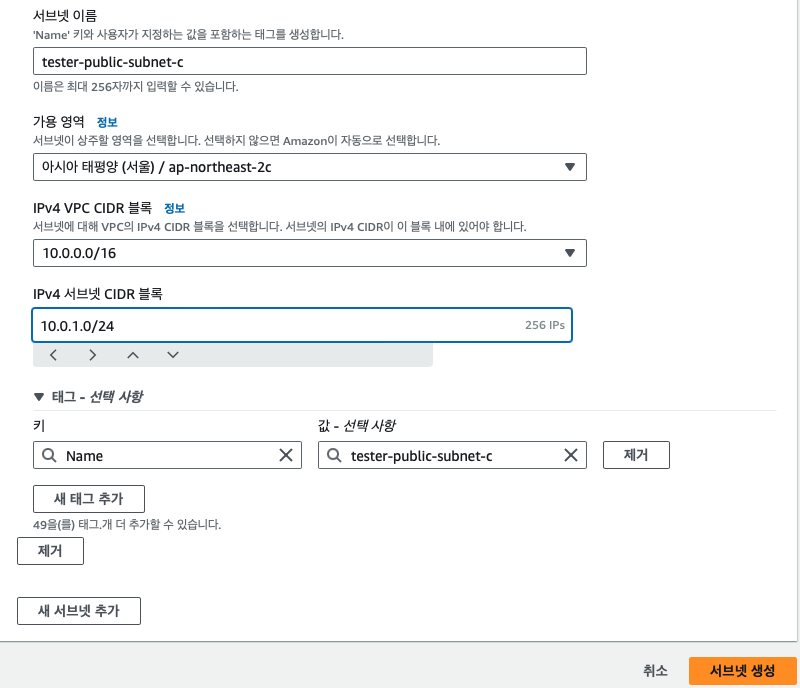 서브넷 이름
'Name' 키와 사용자가 지정하는 값을 포함하는 태그를 생성합니다.
tester-public-subnet-c
이름은 최대 256자까지 입력할 수 있습니다.
가용 영역 정보
서브넷이 상주할 영역을 선택합니다. 선택하지 않으면 Amazon이 자동으로 선택합니다.
아시아 태평양 (서울) / ap-northeast-2c
IPv4 VPC CIDR 블록 정보
서브넷에 대해 VPC의 IPv4 CIDR 블록을 선택합니다. 서브넷의 IPv4 CIDR이 이 블록 내에 있어야 합니다.
10.0.0.0/16
IPv4 서브넷 CIDR 블록
10.0.1.0/24 256 IPs
태그 - 선택 사항
키 값 - 선택 사항
Name tester-public-subnet-c 제거
새 태그 추가
49을(를) 태그.개 더 추가할 수 있습니다.
제거
새 서브넷 추가
취소 서브넷 생성